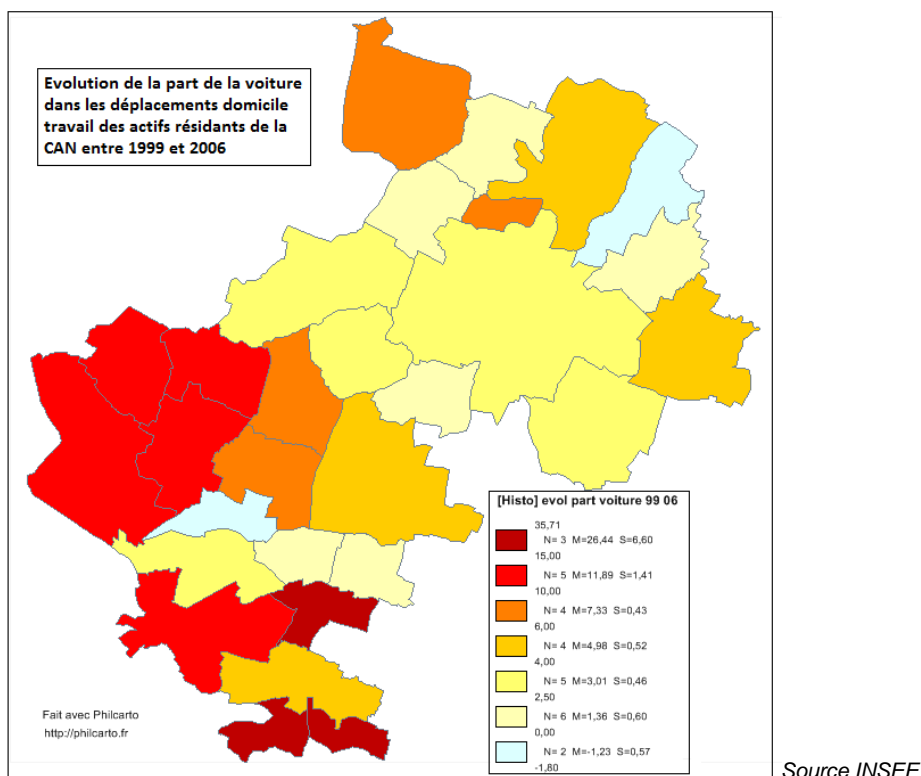 Evolution de la part de la voiture
dans les déplacements domicile
travail des actifs résidants de la
CAN entre 1999 et 2006
[Histo] evol part voiture 99 06
35,71
N= 3 M=26,44 S=6,60
15,00
N= 5 M=11,89 S=1,41
10,00
N= 4 M=7,33 S=0,43
6,00
N= 4 M=4,98 S=0,52
4,00
N= 5 M=3,01 S=0,46
2,50
N= 6 M=1,36 S=0,60
0,00
N= 2 M=-1,23 S=0,57
-1,80
Fait avec Philcarto
http://philcarto.fr
Source INSEE